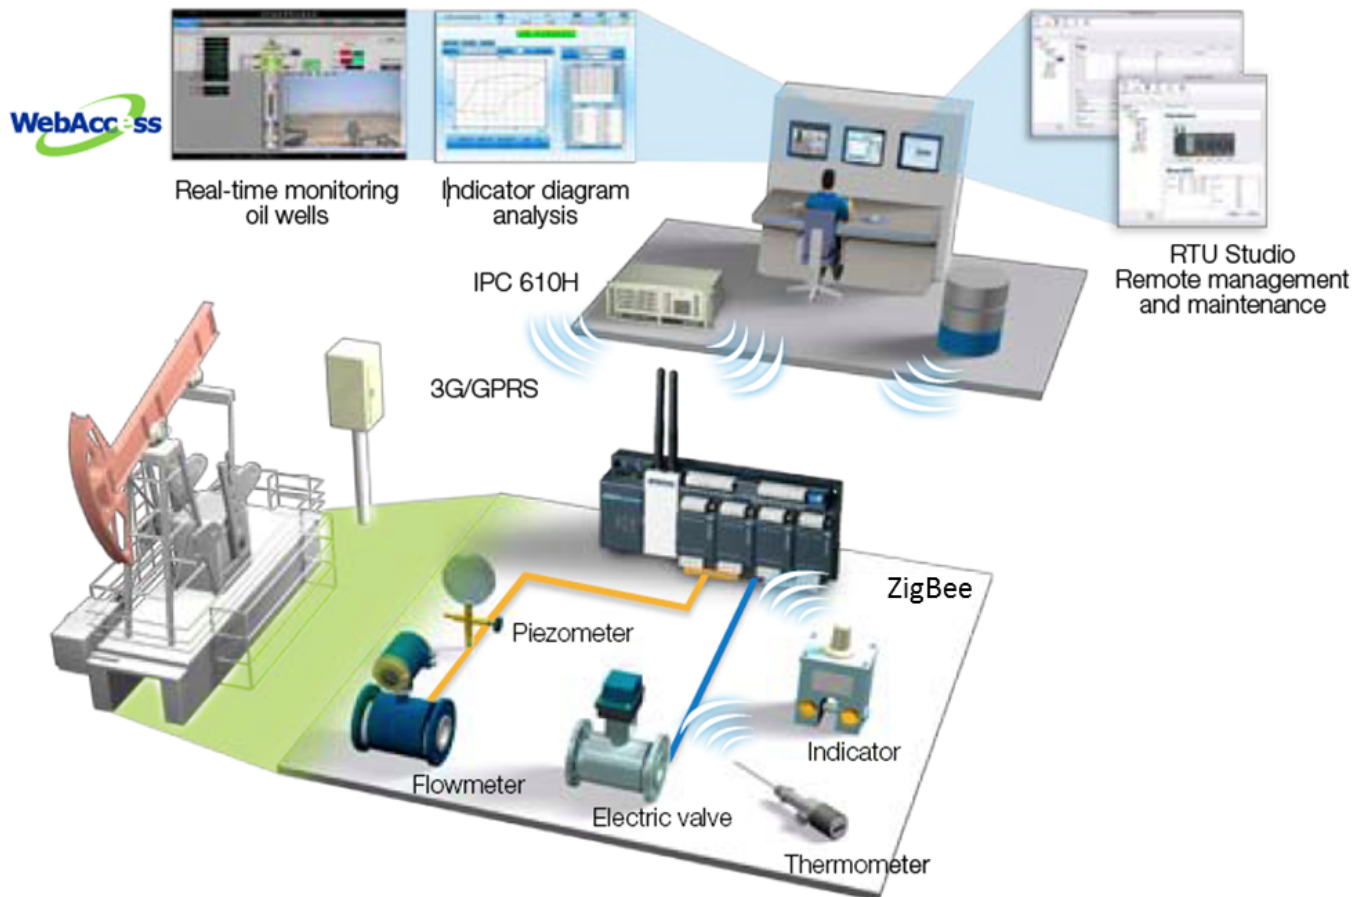 WebAccess
Real-time monitoring
oil wells
Indicator diagram
analysis
RTU Studio
Remote management
and maintenance
IPC 610H
3G/GPRS
ZigBee
Piezometer
Indicator
Flowmeter
Electric valve
Thermometer